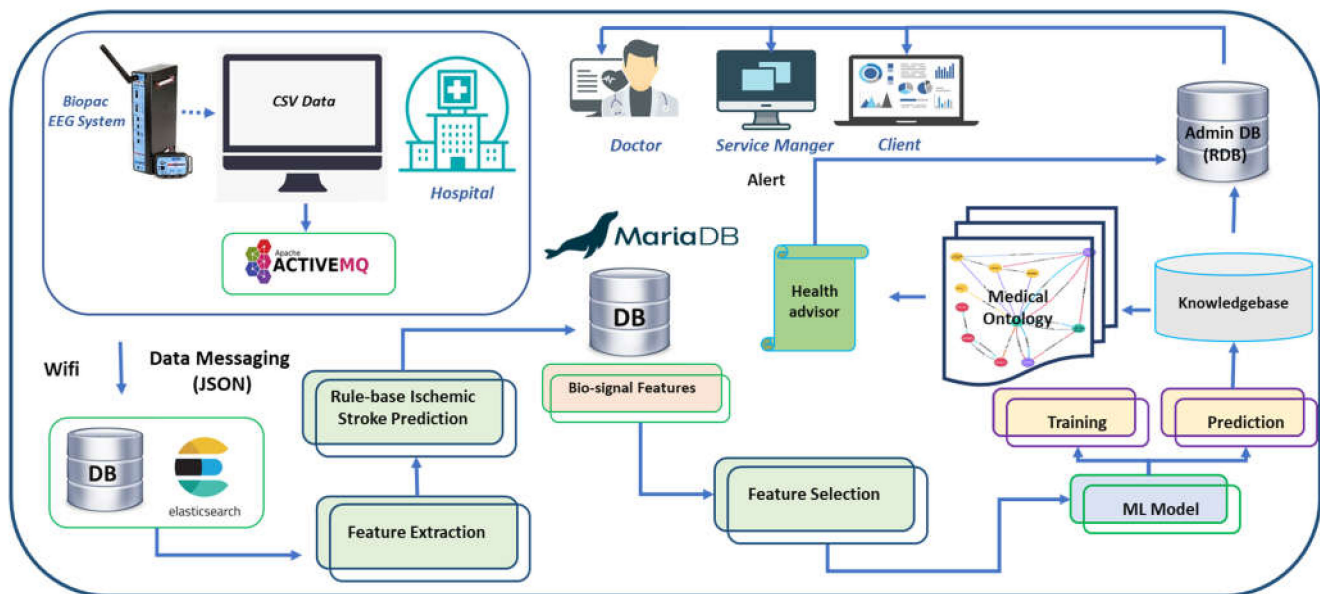 Biopac
EEG System
CSV Data
Hospital
Apache
ACTIVEMQ
Doctor
Service Manger
Client
Alert
Admin DB
(RDB)
MariaDB
DB
Bio-signal Features
Health
advisor
Medical
Ontology
Knowledgebase
Wifi
Data Messaging
(JSON)
DB
elasticsearch
Rule-base Ischemic
Stroke Prediction
Feature Extraction
Feature Selection
Training
Prediction
ML Model